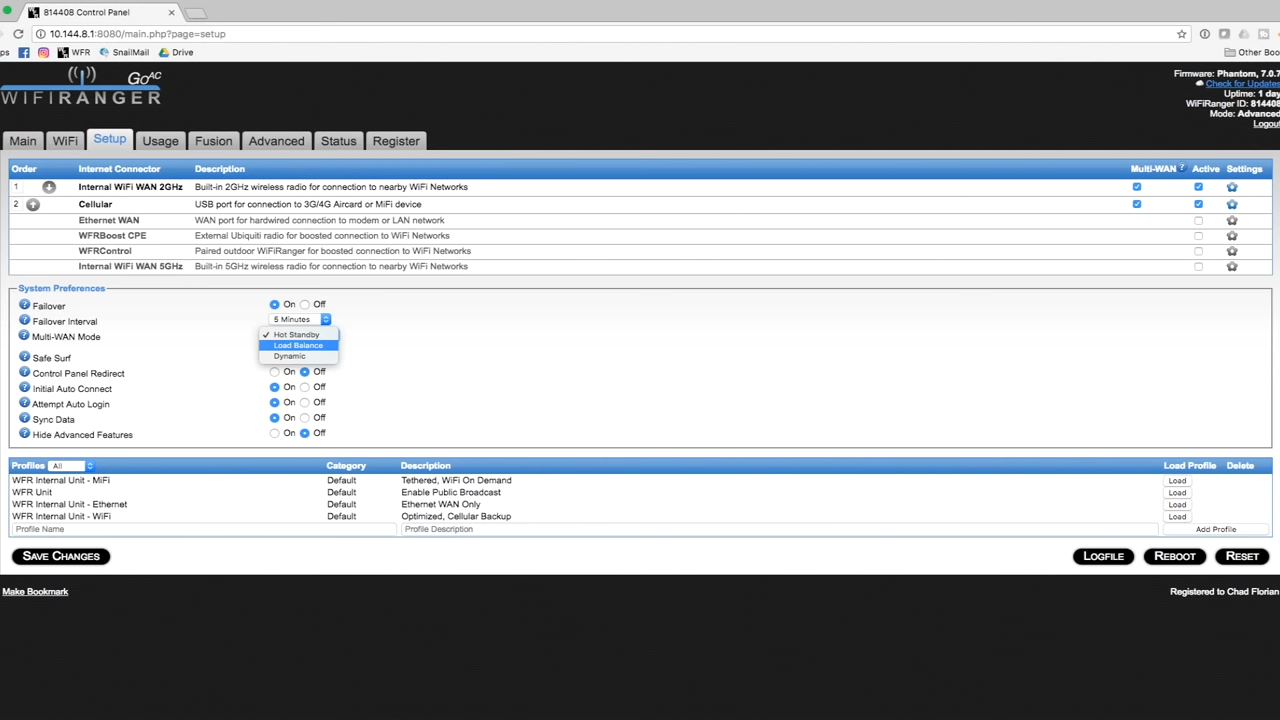 814408 Control Panel
10.144.8.1:8080/main.php?page=setup
ps WFR SnailMail Drive Other Boo
GoAC
WiFiRANGER
Firmware: Phantom, 7.0.7
Check for Updates
Uptime: 1 day
WiFiRanger ID: 814408
Mode: Advanced
Logout
Main WiFi Setup Usage Fusion Advanced Status Register
Order Internet Connector Description Multi-WAN ? Active Settings
1 Internal WiFi WAN 2GHz Built-in 2GHz wireless radio for connection to nearby WiFi Networks
2 Cellular USB port for connection to 3G/4G Aircard or MiFi device
Ethernet WAN WAN port for hardwired connection to modem or LAN network
WFRBoost CPE External Ubiquiti radio for boosted connection to WiFi Networks
WFRControl Paired outdoor WiFiRanger for boosted connection to WiFi Networks
Internal WiFi WAN 5GHz Built-in 5GHz wireless radio for connection to nearby WiFi Networks
System Preferences
? Failover On Off
? Failover Interval 5 Minutes
? Multi-WAN Mode ✓ Hot Standby
Load Balance
Dynamic
? Safe Surf
? Control Panel Redirect On Off
? Initial Auto Connect On Off
? Attempt Auto Login On Off
? Sync Data On Off
? Hide Advanced Features On Off
Profiles All Category Description Load Profile Delete
WFR Internal Unit - MiFi Default Tethered, WiFi On Demand Load
WFR Unit Default Enable Public Broadcast Load
WFR Internal Unit - Ethernet Default Ethernet WAN Only Load
WFR Internal Unit - WiFi Default Optimized, Cellular Backup Load
Profile Name Profile Description Add Profile
SAVE CHANGES LOGFILE REBOOT RESET
Make Bookmark Registered to Chad Florian